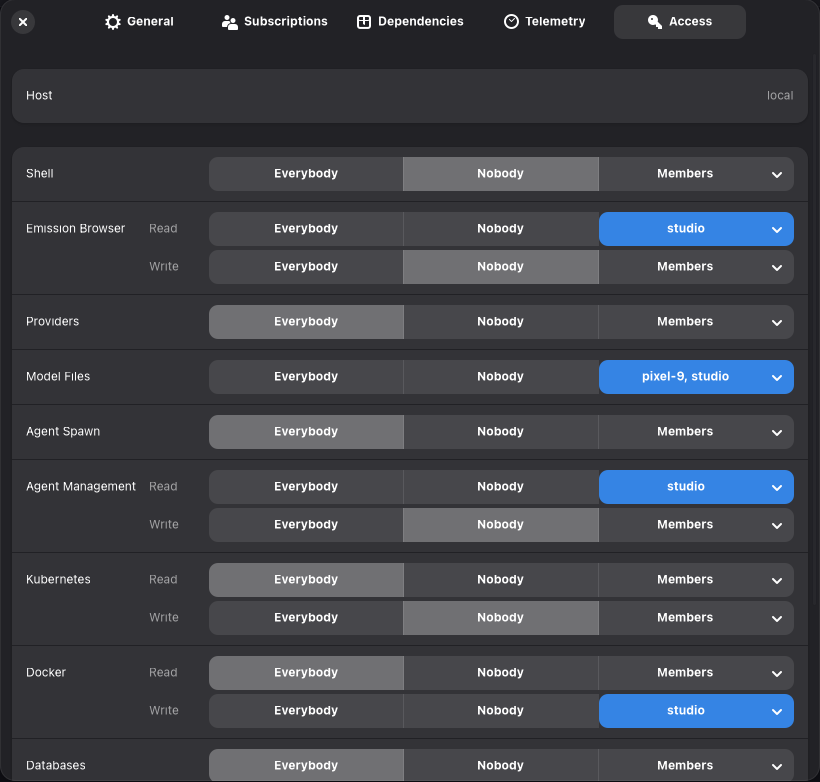 General Subscriptions Dependencies Telemetry Access
Host local
Shell Everybody Nobody Members
Emission Browser Read Everybody Nobody studio
Write Everybody Nobody Members
Providers Everybody Nobody Members
Model Files Everybody Nobody pixel-9, studio
Agent Spawn Everybody Nobody Members
Agent Management Read Everybody Nobody studio
Write Everybody Nobody Members
Kubernetes Read Everybody Nobody Members
Write Everybody Nobody Members
Docker Read Everybody Nobody Members
Write Everybody Nobody studio
Databases Everybody Nobody Members